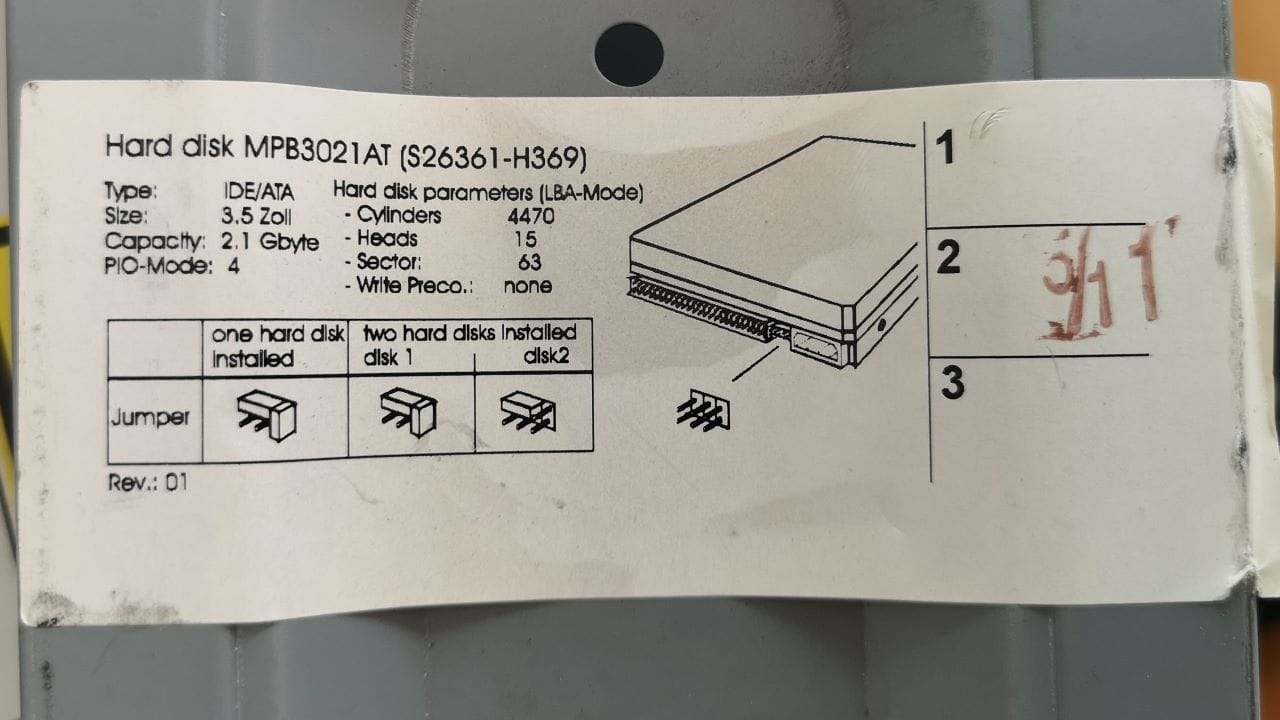 Hard disk MPB3021AT (S26361-H369)
Type: IDE/ATA Hard disk parameters (LBA-Mode)
Size: 3.5 Zoll - Cylinders 4470
Capacity: 2.1 Gbyte - Heads 15
PIO-Mode: 4 - Sector: 63
- Write Preco.: none
one hard disk installed
two hard disks installed
disk 1 disk2
Jumper
Rev.: 01
1
2
3